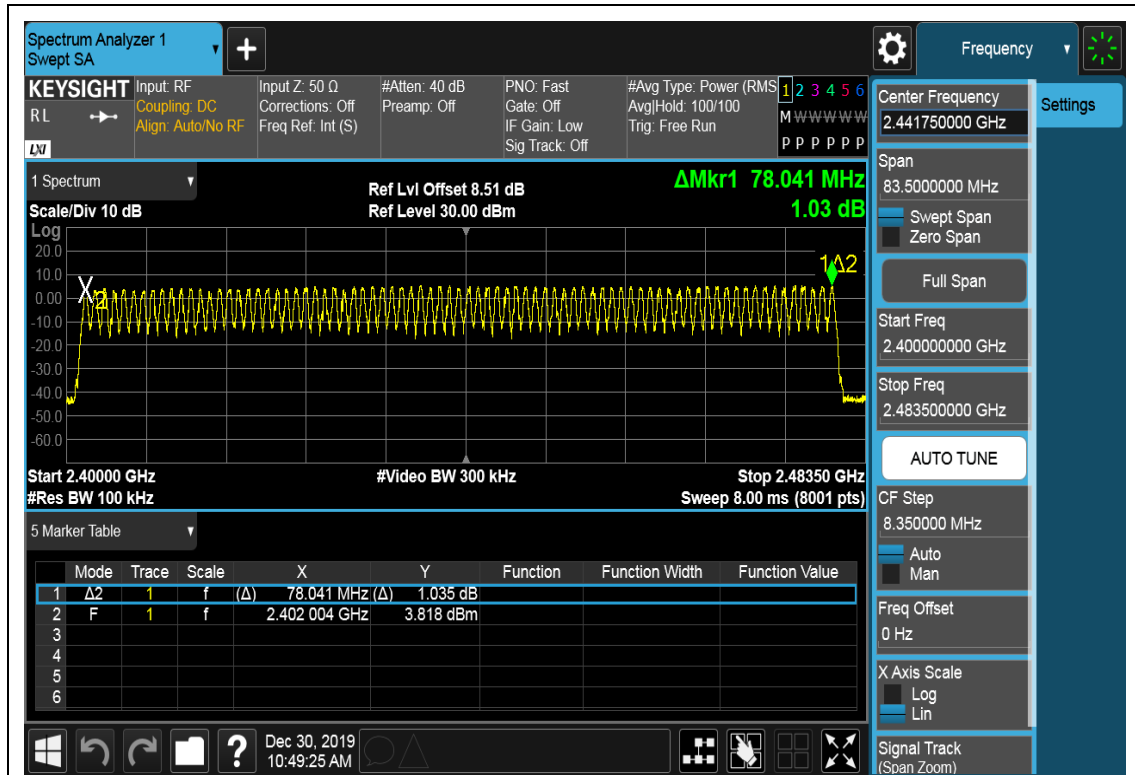 Spectrum Analyzer 1
Swept SA
+
Frequency
KEYSIGHT
RL
LXI
Input: RF
Coupling: DC
Align: Auto/No RF
Input Z: 50 Ω
Corrections: Off
Freq Ref: Int (S)
#Atten: 40 dB
Preamp: Off
PNO: Fast
Gate: Off
IF Gain: Low
Sig Track: Off
#Avg Type: Power (RMS
Avg|Hold: 100/100
Trig: Free Run
1 2 3 4 5 6
M W W W W W
P P P P P P
1 Spectrum
Scale/Div 10 dB
Ref Lvl Offset 8.51 dB
Ref Level 30.00 dBm
ΔMkr1 78.041 MHz
1.03 dB
Log
20.0
10.0
0.00
-10.0
-20.0
-30.0
-40.0
-50.0
-60.0
X2
1Δ2
Start 2.40000 GHz
#Video BW 300 kHz
Stop 2.48350 GHz
#Res BW 100 kHz
Sweep 8.00 ms (8001 pts)
5 Marker Table
Mode Trace Scale X Y Function Function Width Function Value
1 Δ2 1 f (Δ) 78.041 MHz (Δ) 1.035 dB
2 F 1 f 2.402 004 GHz 3.818 dBm
3
4
5
6
?
Dec 30, 2019
10:49:25 AM
Center Frequency
2.441750000 GHz
Settings
Span
83.5000000 MHz
Swept Span
Zero Span
Full Span
Start Freq
2.400000000 GHz
Stop Freq
2.483500000 GHz
AUTO TUNE
CF Step
8.350000 MHz
Auto
Man
Freq Offset
0 Hz
X Axis Scale
Log
Lin
Signal Track
(Span Zoom)